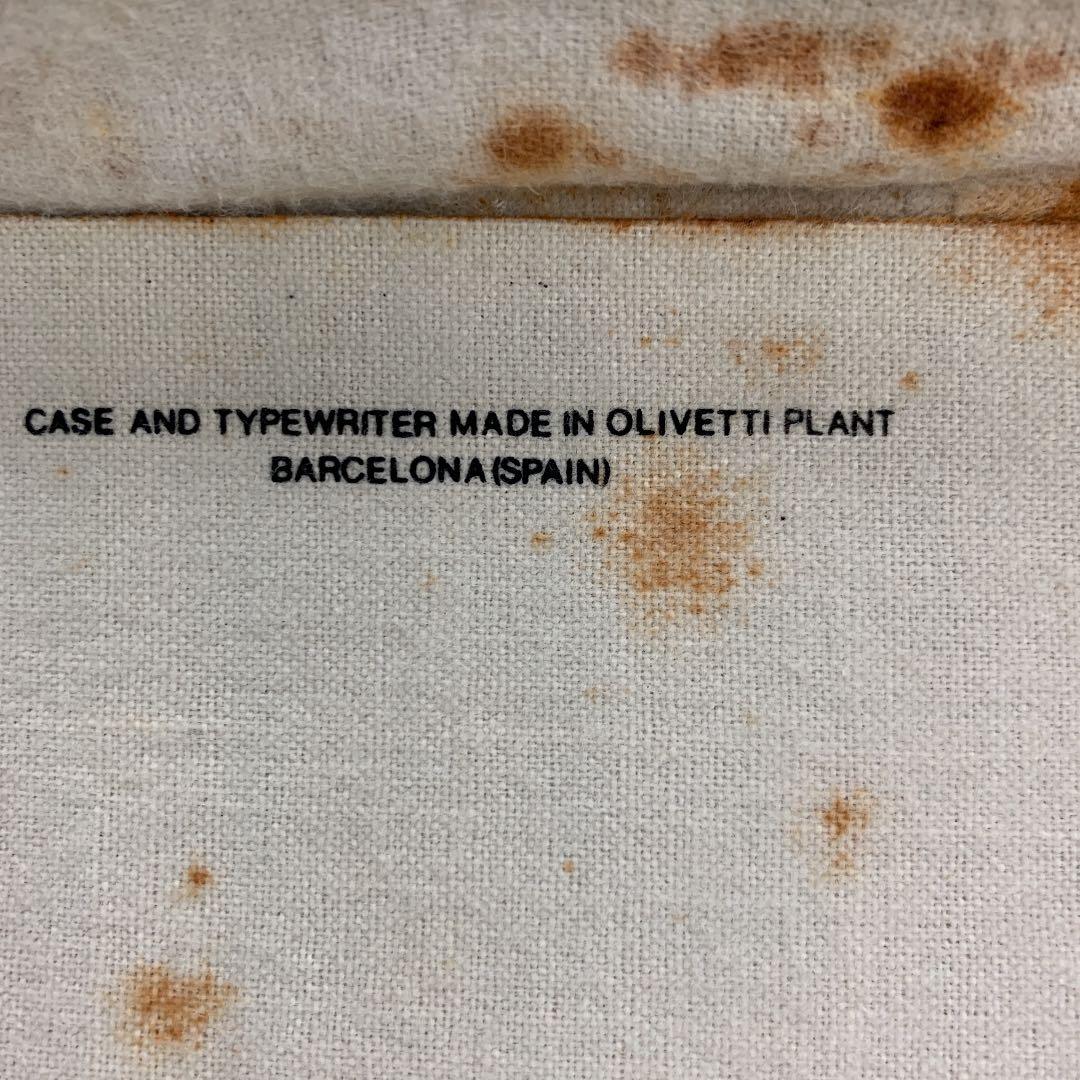 CASE AND TYPEWRITER MADE IN OLIVETTI PLANT
BARCELONA (SPAIN)